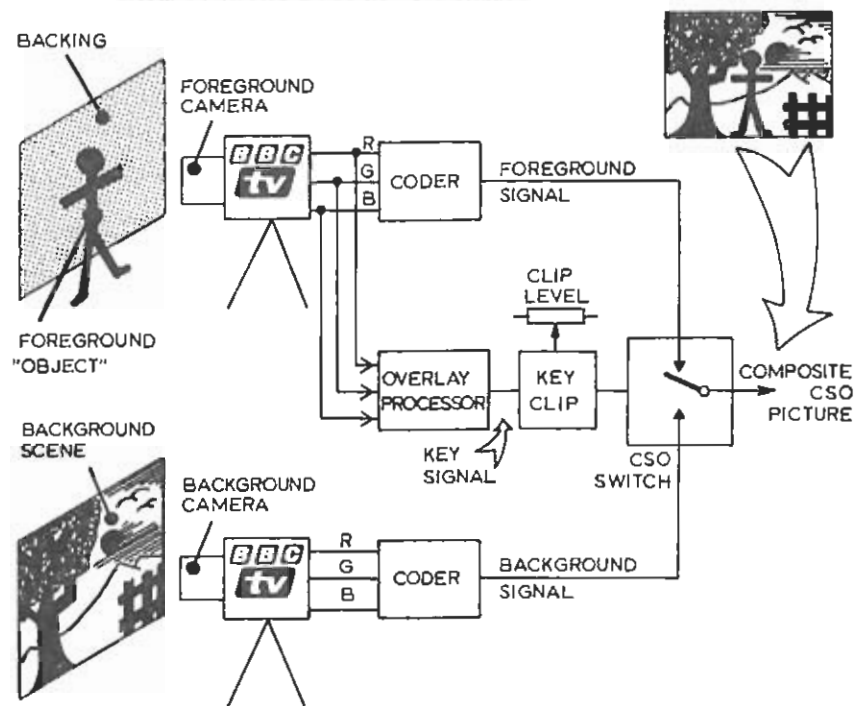 BACKING
FOREGROUND
CAMERA
BBC
tv
R
G
B
CODER
FOREGROUND
SIGNAL
FOREGROUND
"OBJECT"
CLIP
LEVEL
OVERLAY
PROCESSOR
KEY
CLIP
KEY
SIGNAL
CSO
SWITCH
COMPOSITE
CSO
PICTURE
BACKGROUND
SCENE
BACKGROUND
CAMERA
BBC
tv
R
G
B
CODER
BACKGROUND
SIGNAL